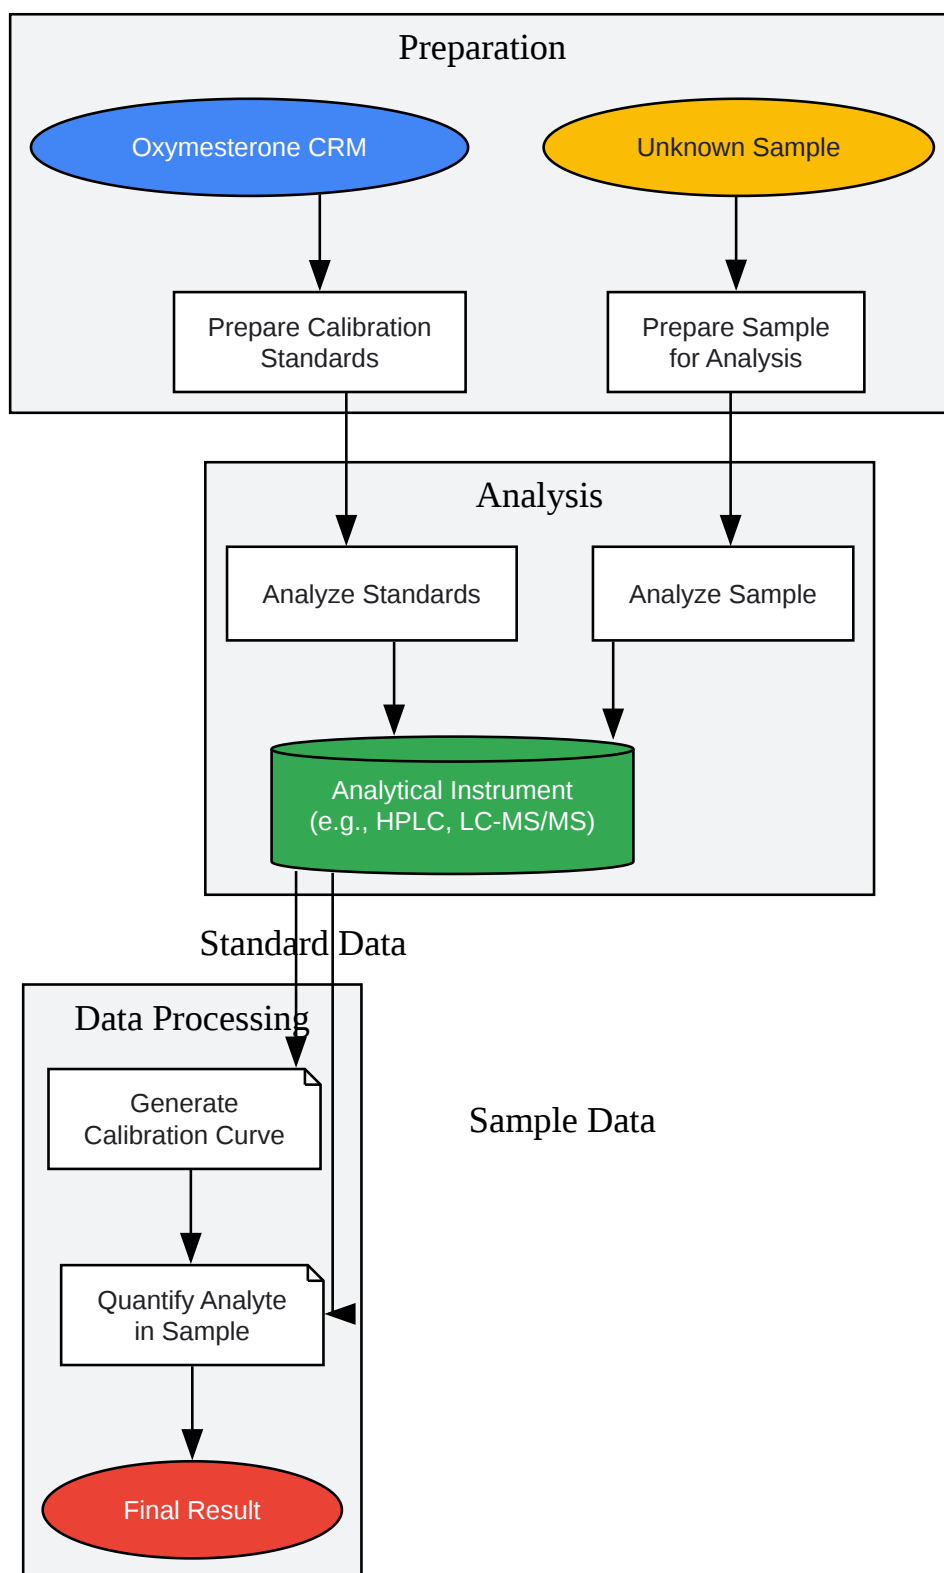 Preparation
Oxymesterone CRM
Unknown Sample
Prepare Calibration
Standards
Prepare Sample
for Analysis
Analysis
Analyze Standards
Analyze Sample
Analytical Instrument
(e.g., HPLC, LC-MS/MS)
Standard Data
Data Processing
Generate
Calibration Curve
Sample Data
Quantify Analyte
in Sample
Final Result